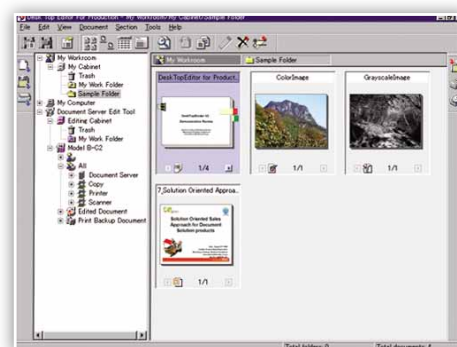 Desk Top Editor For Production - My Workroom/My Cabinet/Sample Folder
File Edit View Document Section Tools Help
My Workroom
My Cabinet
Trash
My Work Folder
Sample Folder
My Computer
Document Server Edit Tool
Editing Cabinet
Trash
My Work Folder
Model B-C2
All
Document Server
Copy
Printer
Scanner
Edited Document
Print Backup Document
My Workroom Sample Folder
DeskTopEditor for Product..
ColorImage
GrayscaleImage
1/4
1/1
1/1
7_Solution Oriented Approa..
Solution Oriented Sales
Approach for Document
Solution products
1/1
Total folders: 0 Total documents: 4